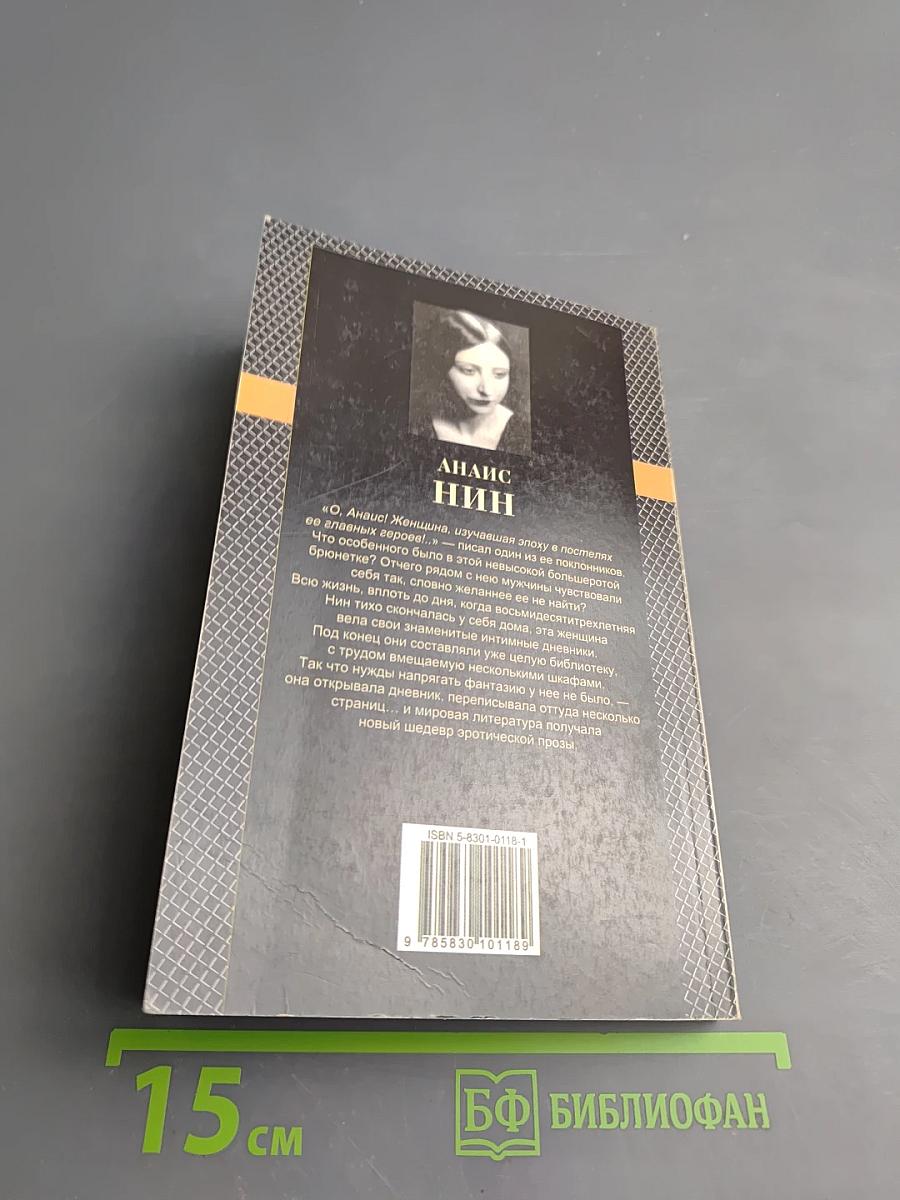 АНАИС
НИН
«О, Анаис! Женщина, изучавшая эпоху в постелях
ее главных героев!..» — писал один из ее поклонников.
Что особенного было в этой невысокой большеротой
брюнетке? Отчего рядом с нею мужчины чувствовали
себя так, словно желаннее ее не найти?
Всю жизнь, вплоть до дня, когда восьмидесятитрехлетняя
Нин тихо скончалась у себя дома, эта женщина
вела свои знаменитые интимные дневники.
Под конец они составляли уже целую библиотеку,
с трудом вмещаемую несколькими шкафами.
Так что нужды напрягать фантазию у нее не было, —
она открывала дневник, переписывала оттуда несколько
страниц... и мировая литература получала
новый шедевр эротической прозы.
ISBN 5-8301-0118-1
9 785830 101189
15 см
БФ БИБЛИОФАН